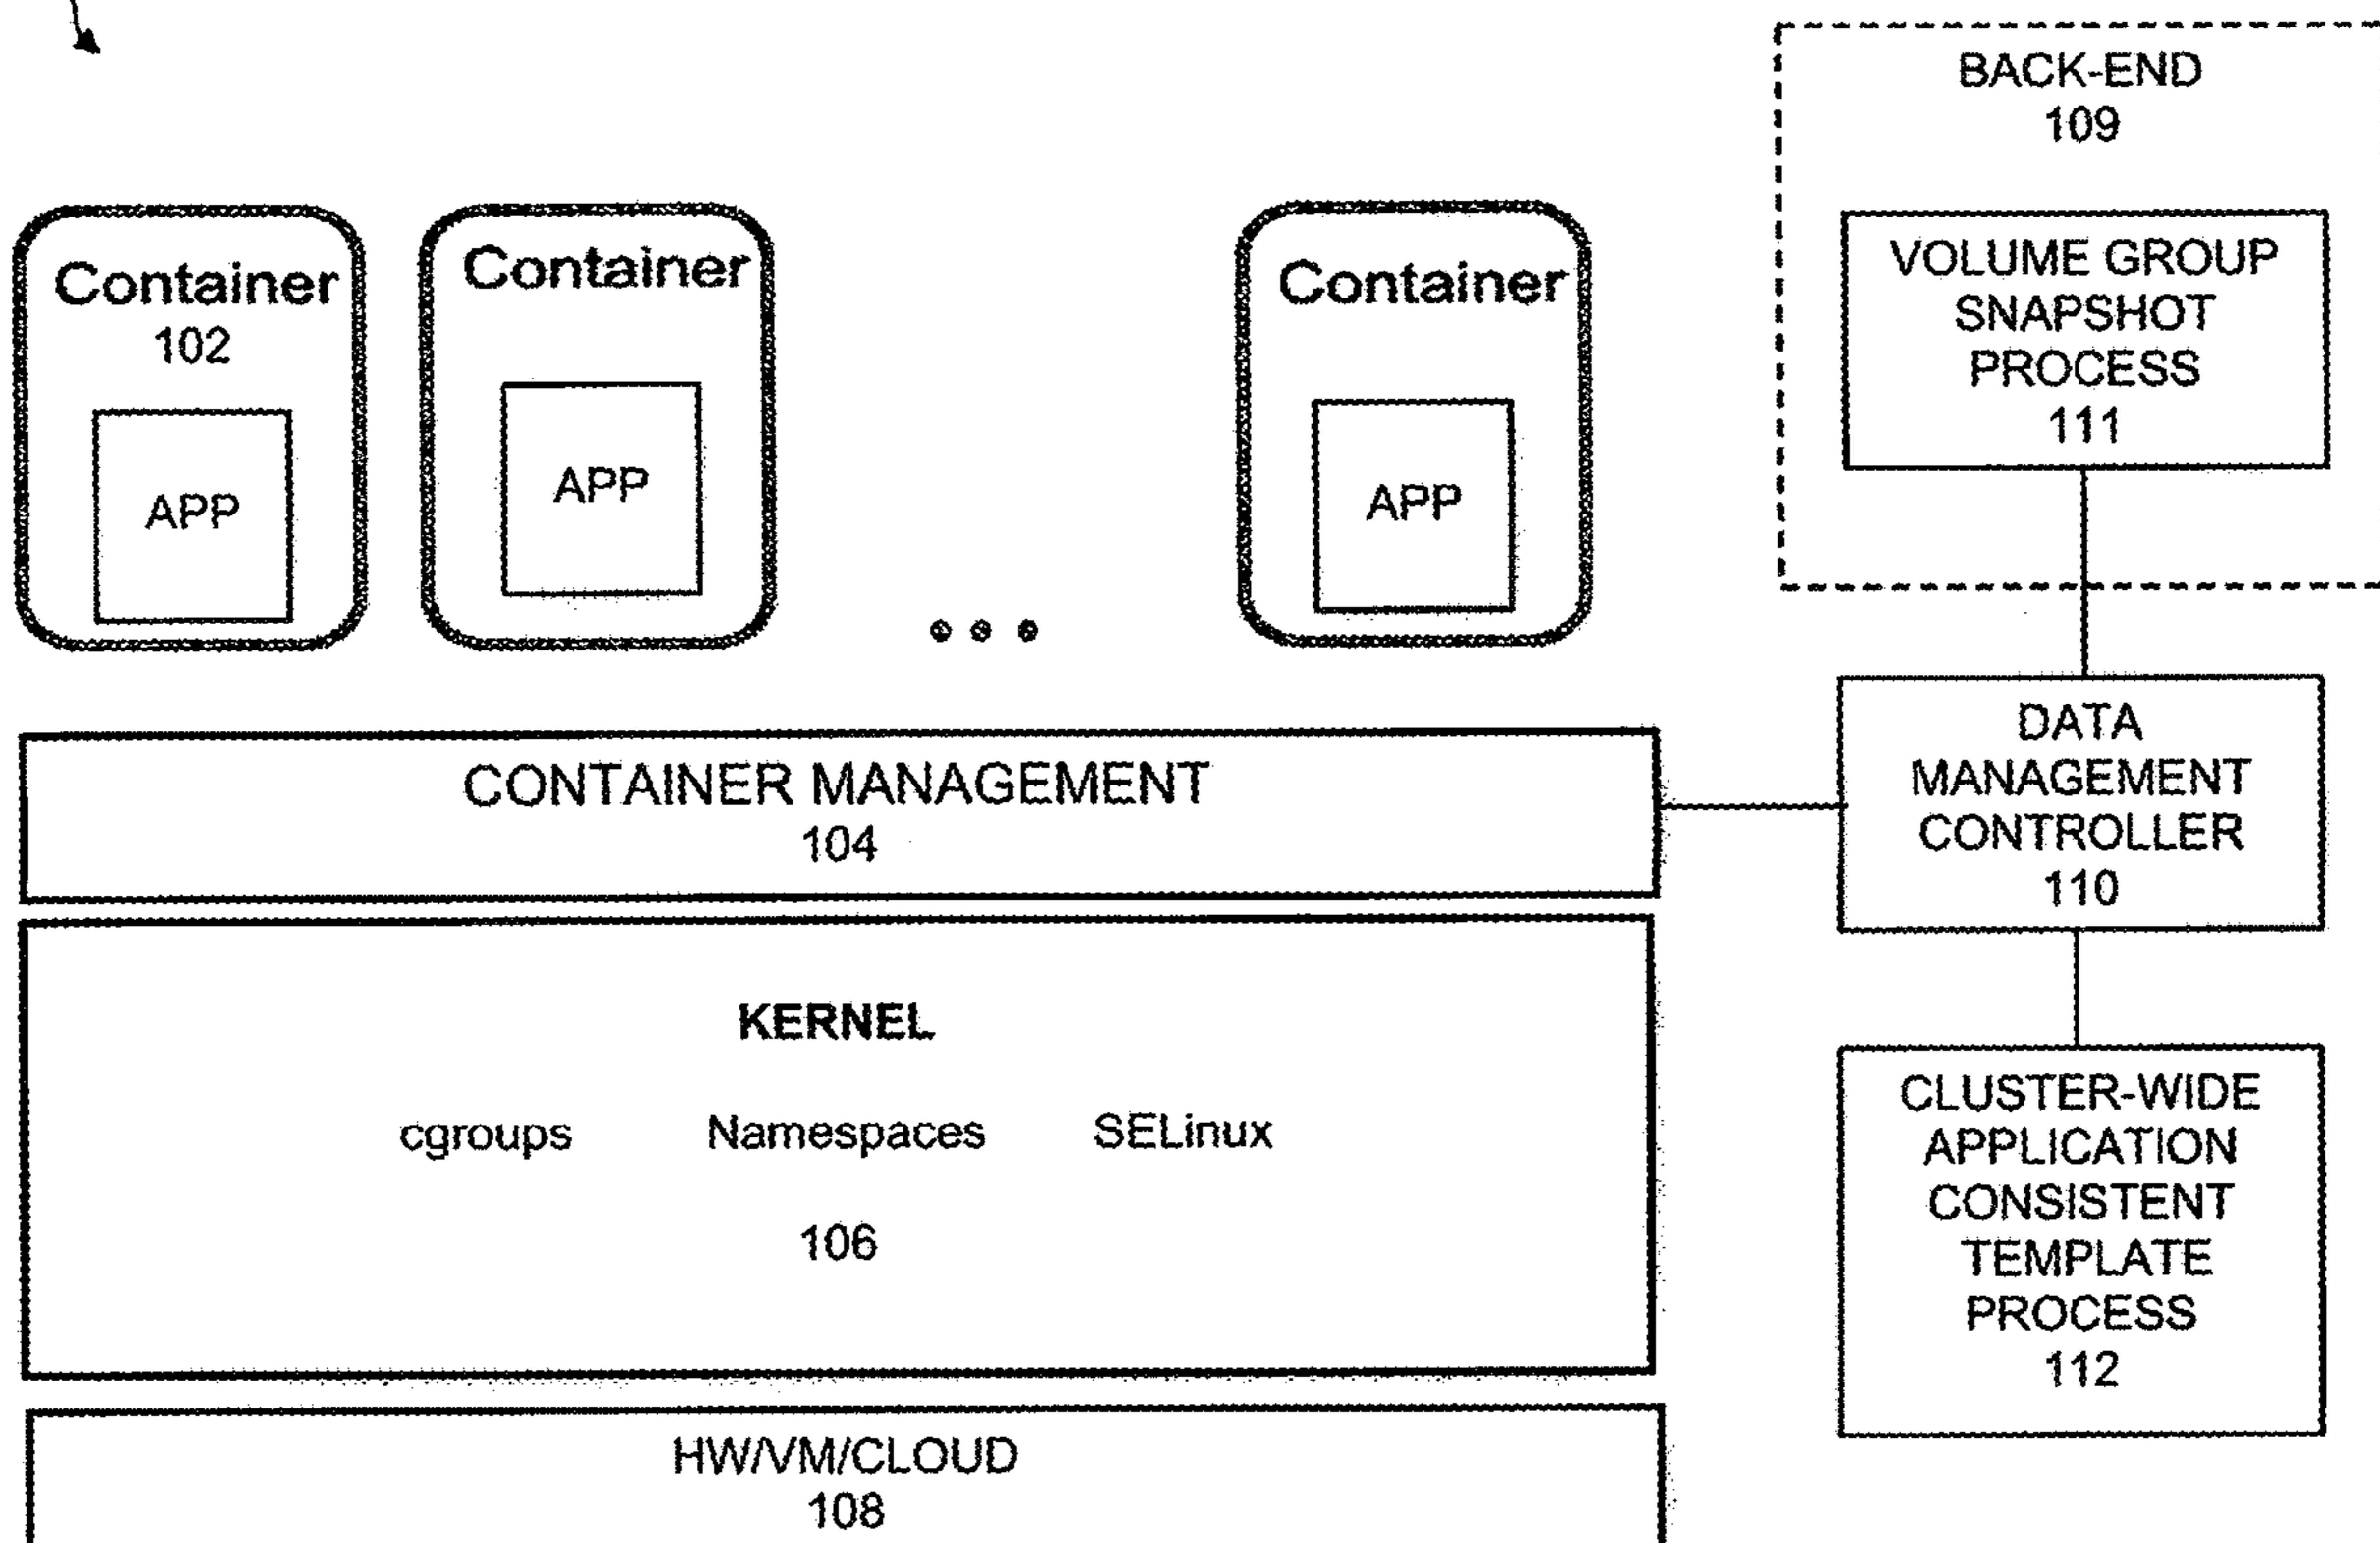 BACK-END
109
Container
102
APP
Container
APP
Container
APP
VOLUME GROUP
SNAPSHOT
PROCESS
111
CONTAINER MANAGEMENT
104
DATA
MANAGEMENT
CONTROLLER
110
KERNEL
cgroups Namespaces SELinux
106
CLUSTER-WIDE
APPLICATION
CONSISTENT
TEMPLATE
PROCESS
112
HW/VM/CLOUD
108